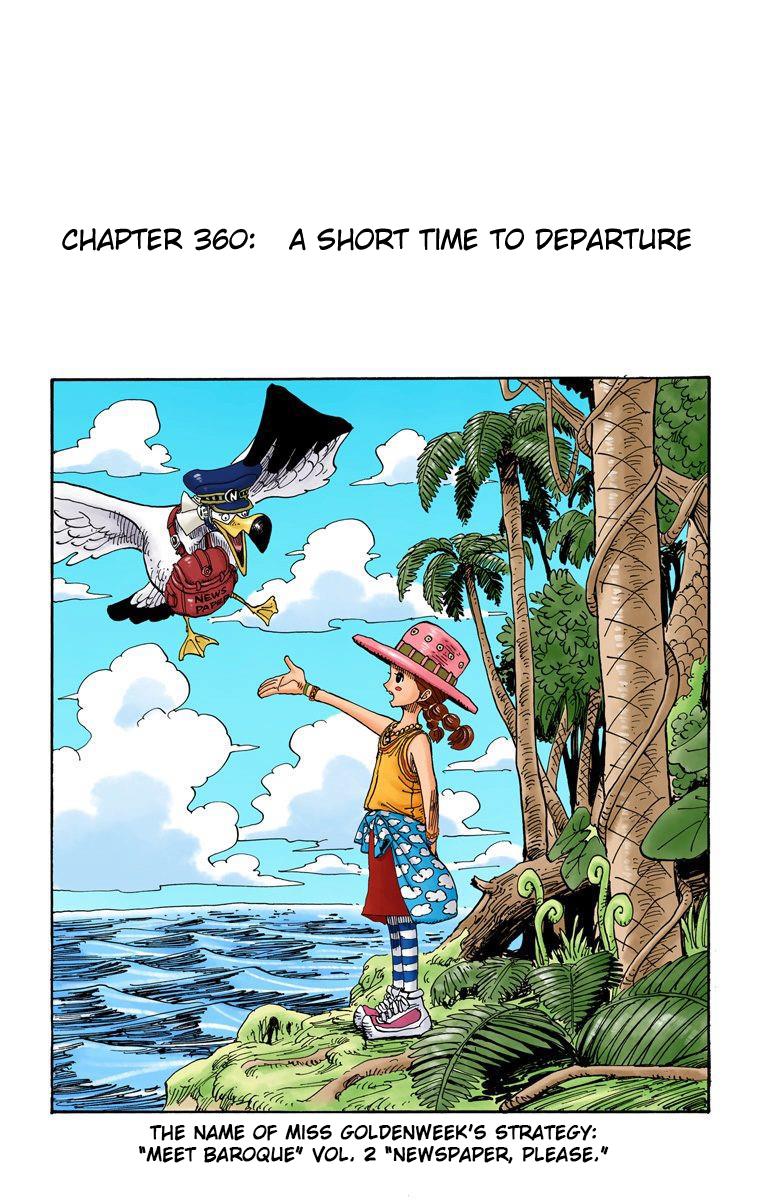 CHAPTER 360: A SHORT TIME TO DEPARTURE
N
NEWS
PAPER
THE NAME OF MISS GOLDENWEEK'S STRATEGY:
"MEET BAROQUE" VOL. 2 "NEWSPAPER, PLEASE."